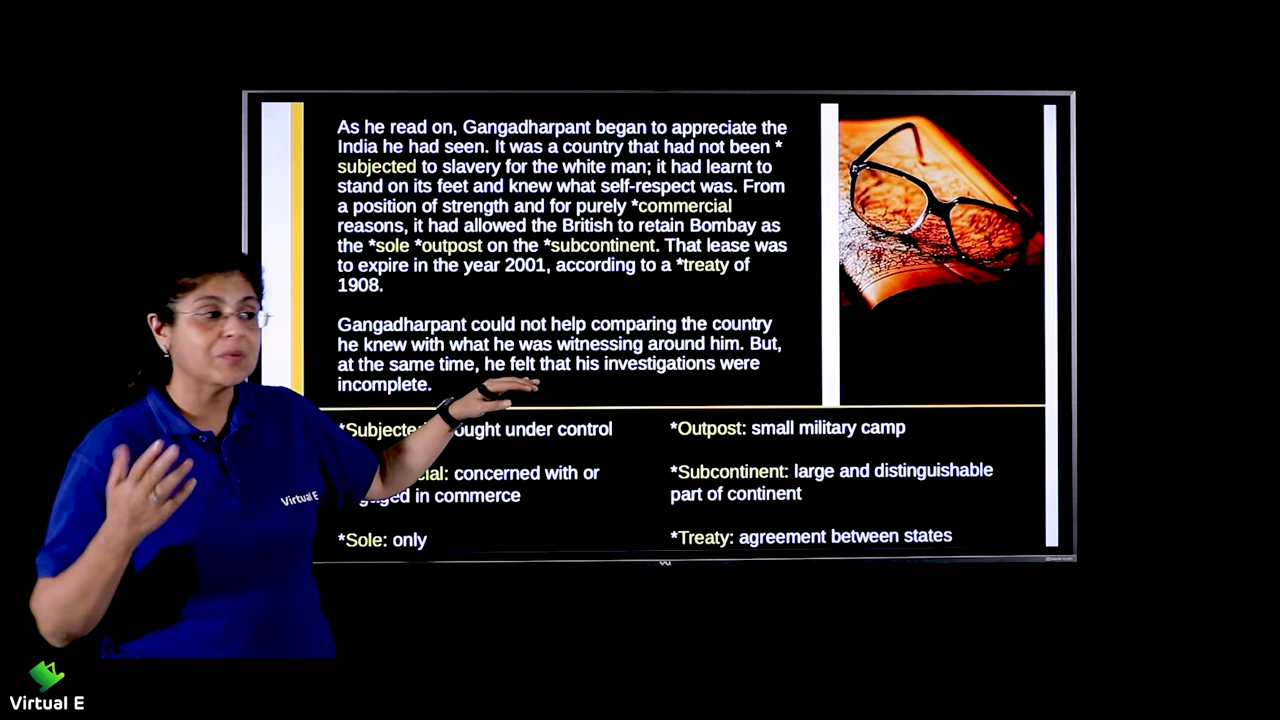 As he read on, Gangadharpant began to appreciate the
India he had seen. It was a country that had not been *
subjected to slavery for the white man; it had learnt to
stand on its feet and knew what self-respect was. From
a position of strength and for purely *commercial
reasons, it had allowed the British to retain Bombay as
the *sole *outpost on the *subcontinent. That lease was
to expire in the year 2001, according to a *treaty of
1908.
Gangadharpant could not help comparing the country
he knew with what he was witnessing around him. But,
at the same time, he felt that his investigations were
incomplete.
under control
concerned with or
in commerce
*Sole: only
*Outpost: small military camp
*Subcontinent: large and distinguishable
part of continent
*Treaty: agreement between states
Virtual E
Virtual E